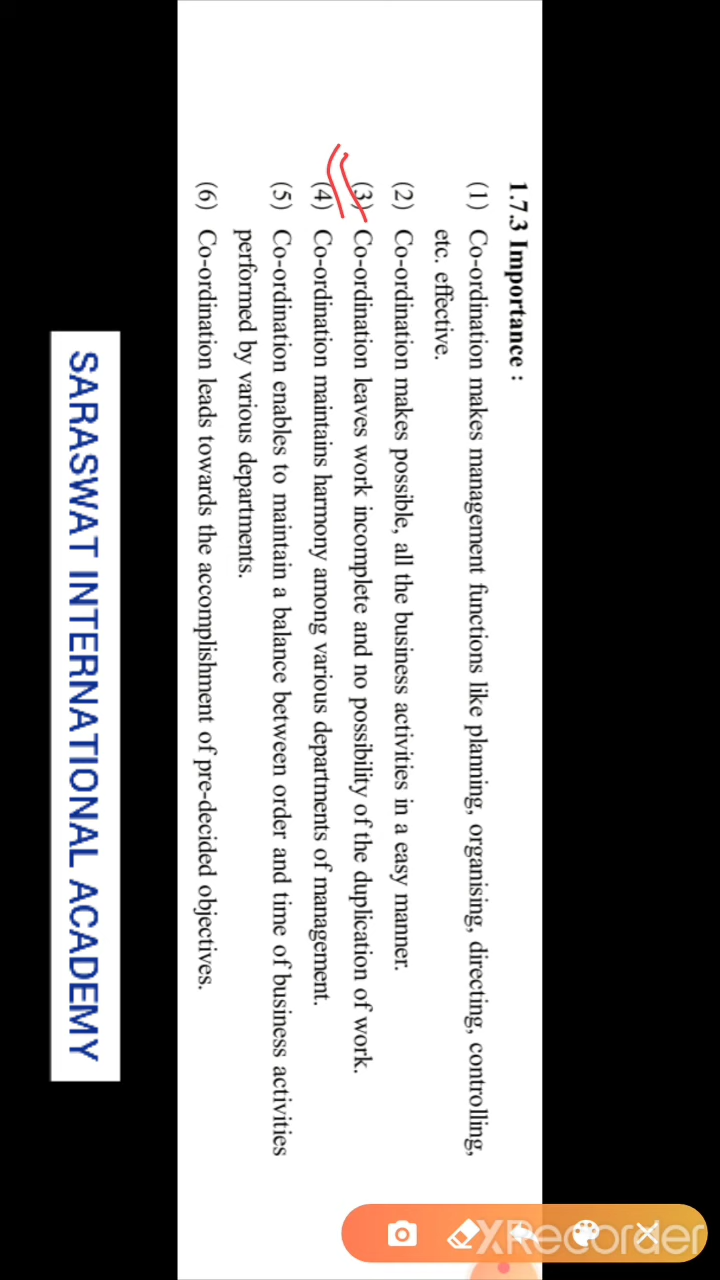 1.7.3 Importance :
(1) Co-ordination makes management functions like planning, organising, directing, controlling,
etc. effective.
(2) Co-ordination makes possible, all the business activities in a easy manner.
(3) Co-ordination leaves work incomplete and no possibility of the duplication of work.
(4) Co-ordination maintains harmony among various departments of management.
(5) Co-ordination enables to maintain a balance between order and time of business activities
performed by various departments.
(6) Co-ordination leads towards the accomplishment of pre-decided objectives.
SARASWAT INTERNATIONAL ACADEMY
XRecorder